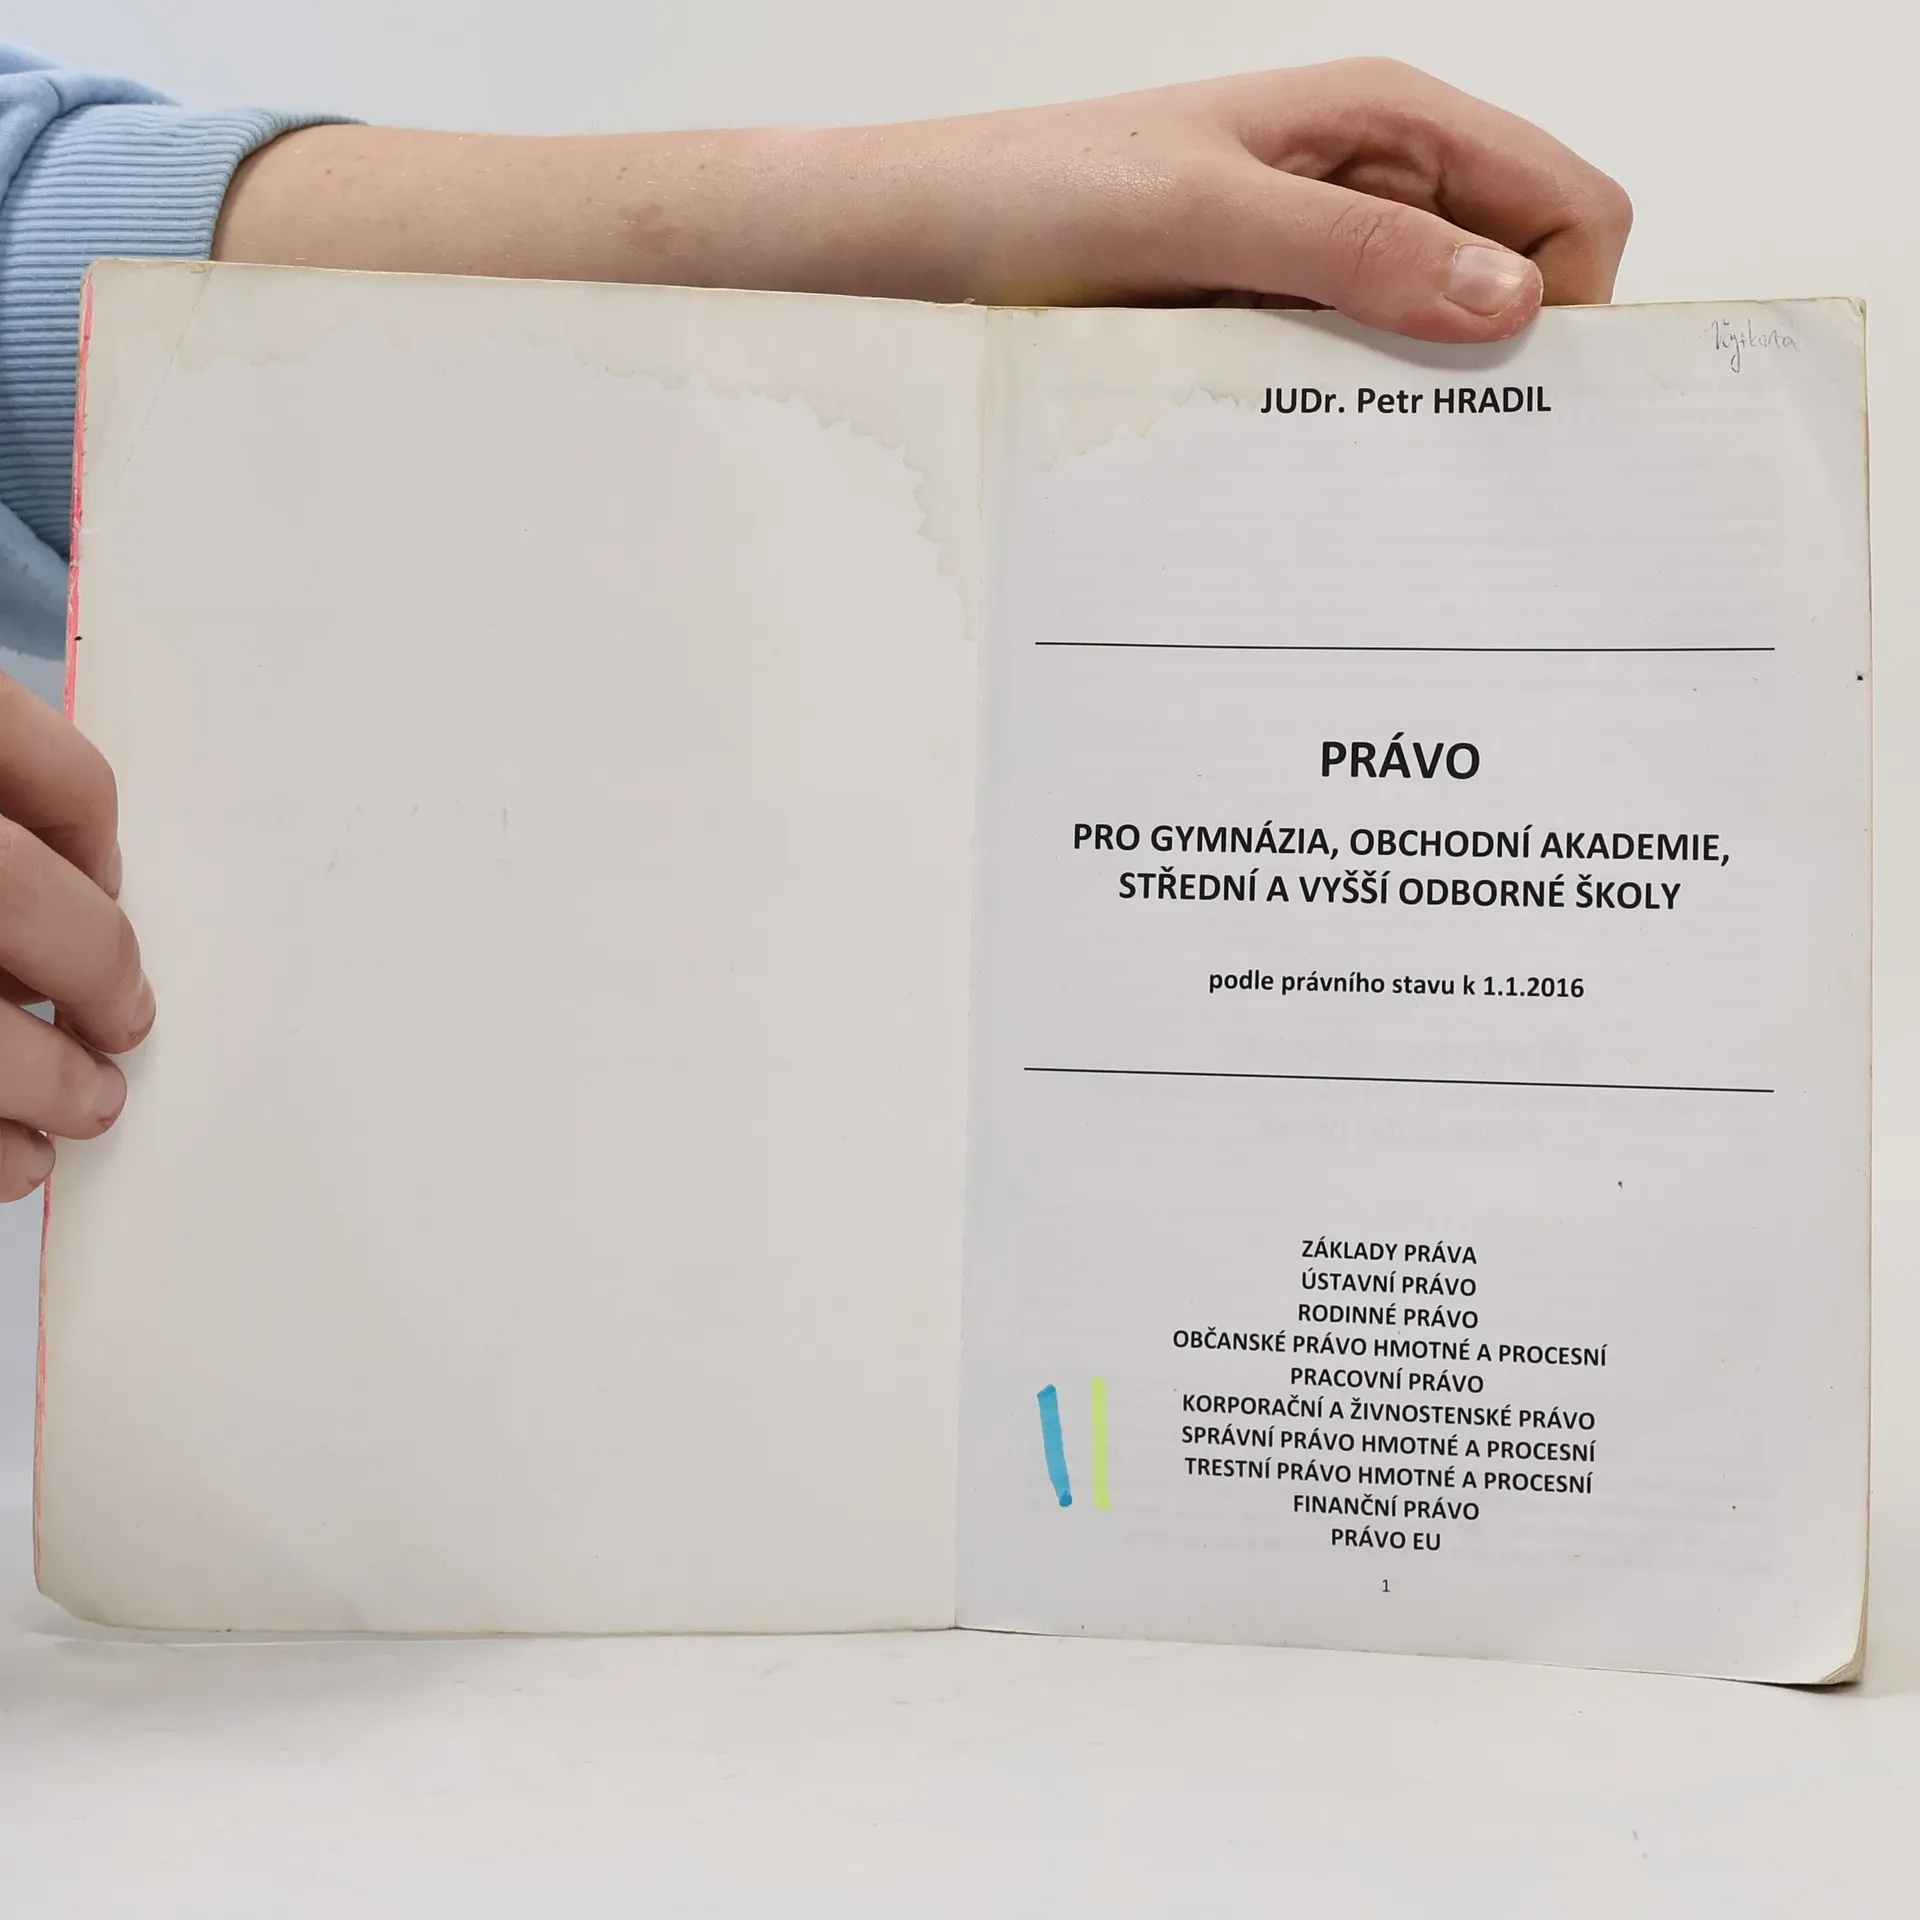 JUDr. Petr HRADIL
PRÁVO
PRO GYMNÁZIA, OBCHODNÍ AKADEMIE,
STŘEDNÍ A VYŠŠÍ ODBORNÉ ŠKOLY
podle právního stavu k 1.1.2016
ZÁKLADY PRÁVA
ÚSTAVNÍ PRÁVO
RODINNÉ PRÁVO
OBČANSKÉ PRÁVO HMOTNÉ A PROCESNÍ
PRACOVNÍ PRÁVO
KORPORAČNÍ A ŽIVNOSTENSKÉ PRÁVO
SPRÁVNÍ PRÁVO HMOTNÉ A PROCESNÍ
TRESTNÍ PRÁVO HMOTNÉ A PROCESNÍ
FINANČNÍ PRÁVO
PRÁVO EU
1